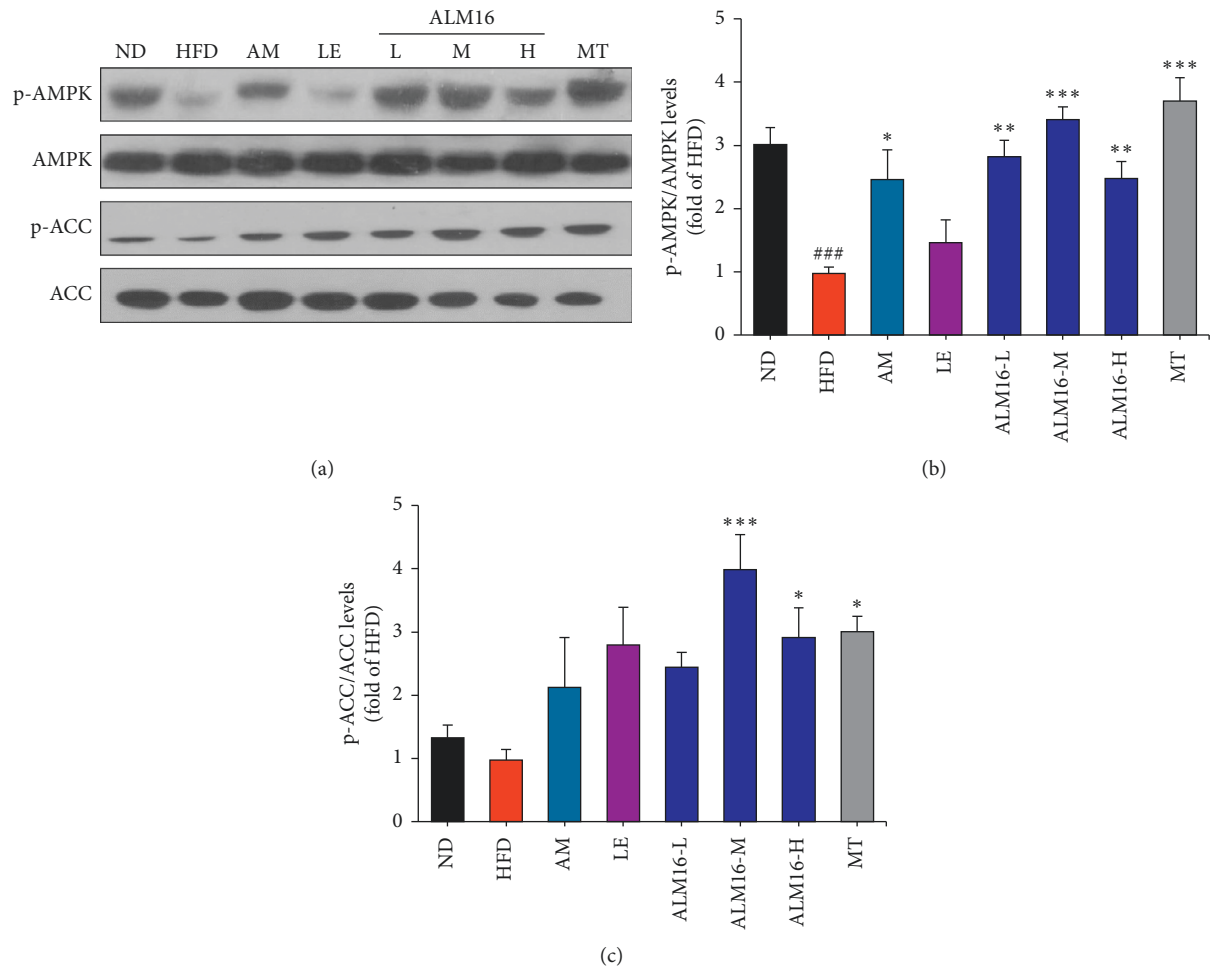 ALM16
ND HFD AM LE L M H MT
p-AMPK
AMPK
p-ACC
ACC
(a)
p-AMPK/AMPK levels
(fold of HFD)
5
4
3
2
1
0
###
*
**
***
**
***
ND
HFD
AM
LE
ALM16-L
ALM16-M
ALM16-H
MT
(b)
p-ACC/ACC levels
(fold of HFD)
5
4
3
2
1
0
***
*
*
ND
HFD
AM
LE
ALM16-L
ALM16-M
ALM16-H
MT
(c)